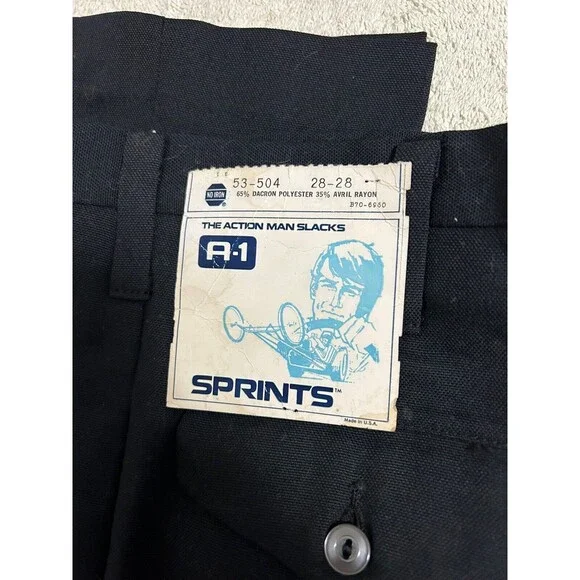 53-504 28-28
NO IRON
65% DACRON POLYESTER 35% AVRIL RAYON
B70-6960
THE ACTION MAN SLACKS
A-1
SPRINTS™
MADE IN U.S.A.